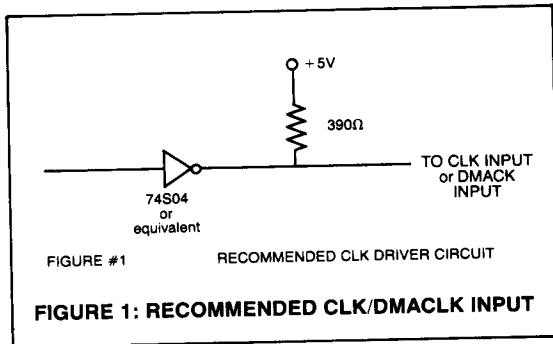 +5V
390Ω
TO CLK INPUT
or DMACK
INPUT
74S04
or
equivalent
FIGURE #1 RECOMMENDED CLK DRIVER CIRCUIT
FIGURE 1: RECOMMENDED CLK/DMACLK INPUT